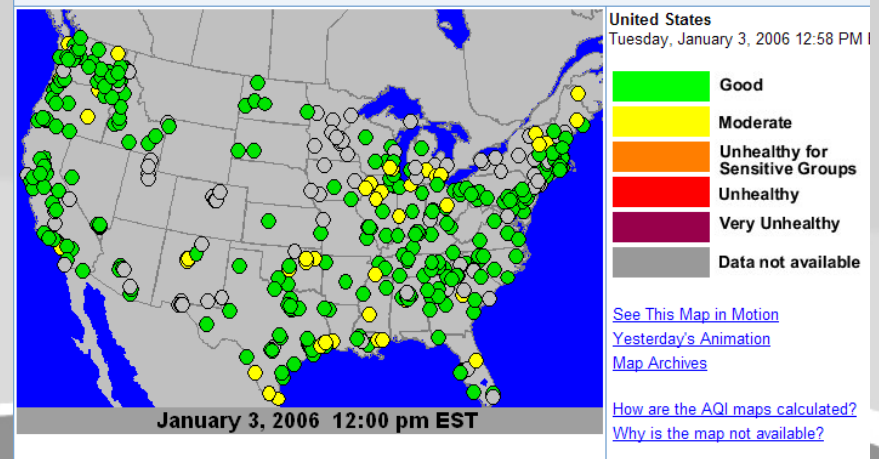 United States
Tuesday, January 3, 2006 12:58 PM
Good
Moderate
Unhealthy for
Sensitive Groups
Unhealthy
Very Unhealthy
Data not available
See This Map in Motion
Yesterday's Animation
Map Archives
How are the AQI maps calculated?
Why is the map not available?
January 3, 2006 12:00 pm EST